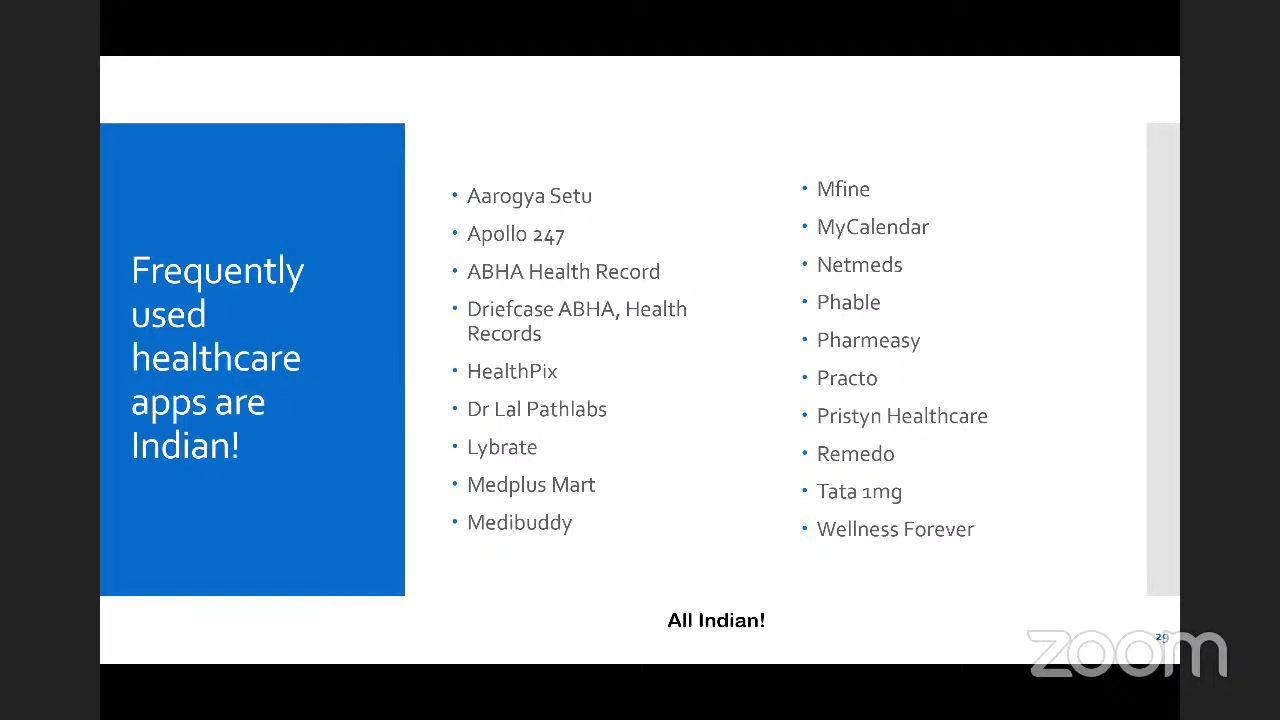 Frequently
used
healthcare
apps are
Indian!
• Aarogya Setu
• Apollo 247
• ABHA Health Record
• Driefcase ABHA, Health
Records
• HealthPix
• Dr Lal Pathlabs
• Lybrate
• Medplus Mart
• Medibuddy
• Mfine
• MyCalendar
• Netmeds
• Phable
• Pharmeasy
• Practo
• Pristyn Healthcare
• Remedo
• Tata 1mg
• Wellness Forever
All Indian!
29
zoom